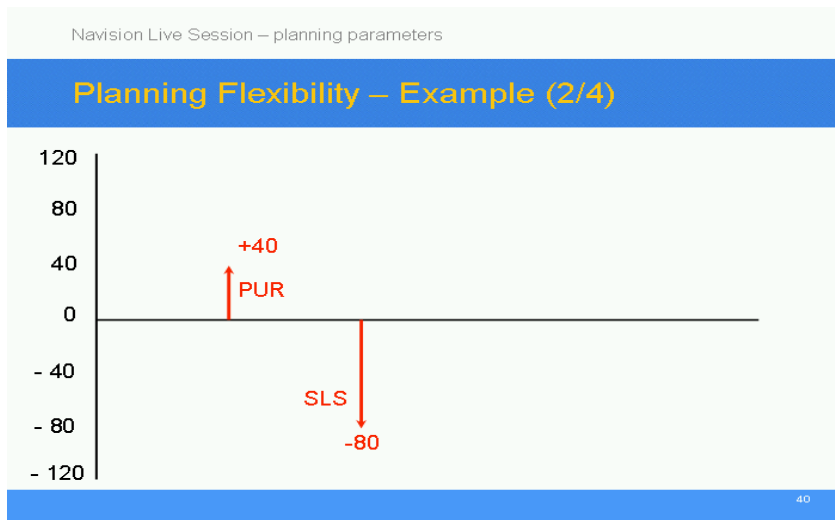 Navision Live Session – planning parameters
Planning Flexibility – Example (2/4)
120
80
+40
40
PUR
0
- 40
SLS
- 80
-80
- 120
40